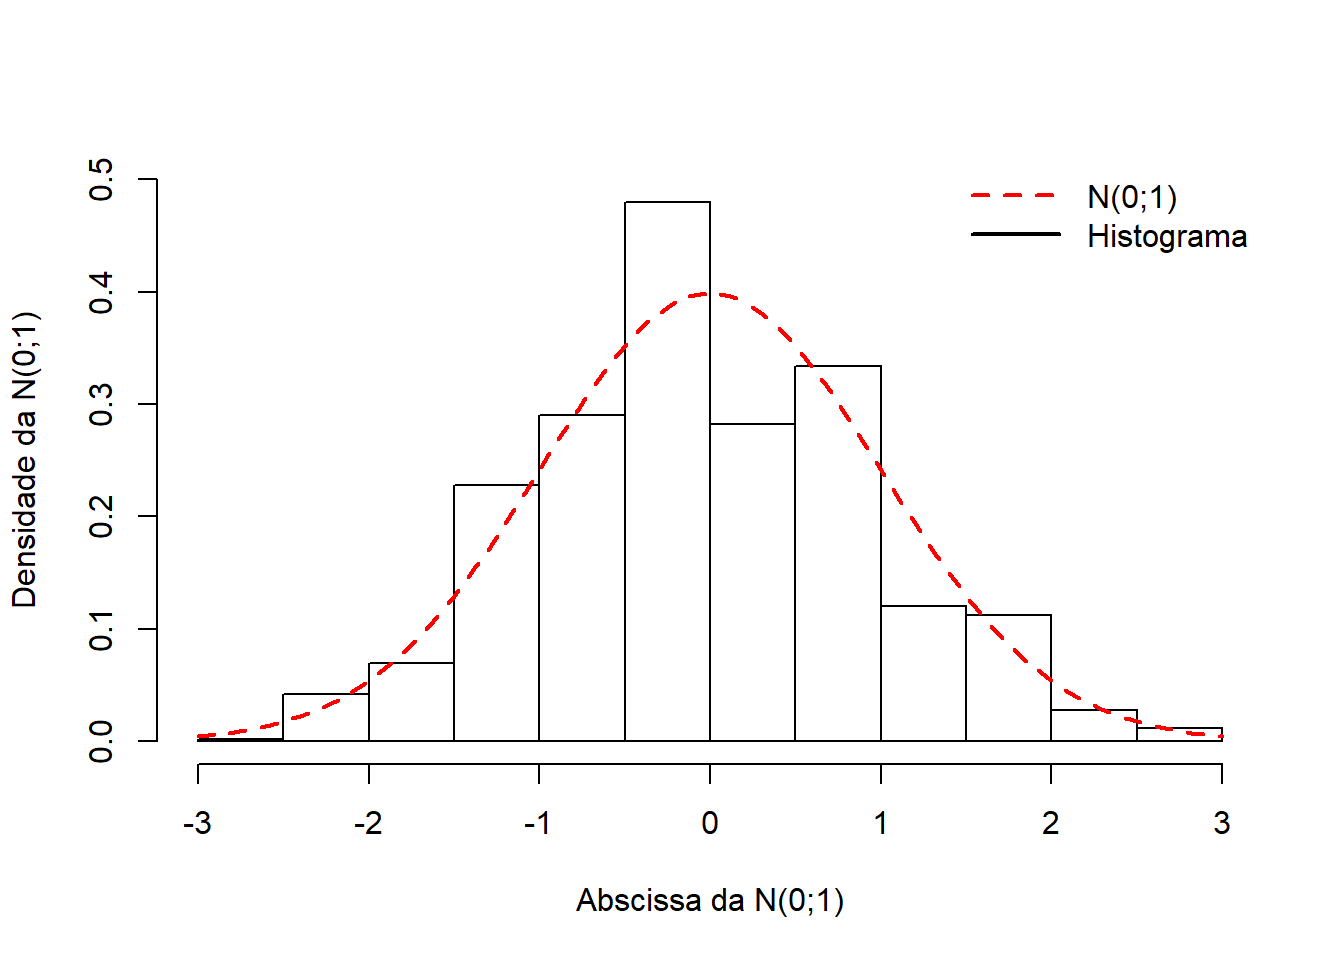 N(0;1)
Histograma
Densidade da N(0;1)
0.5
0.4
0.3
0.2
0.1
0.0
-3 -2 -1 0 1 2 3
Abscissa da N(0;1)